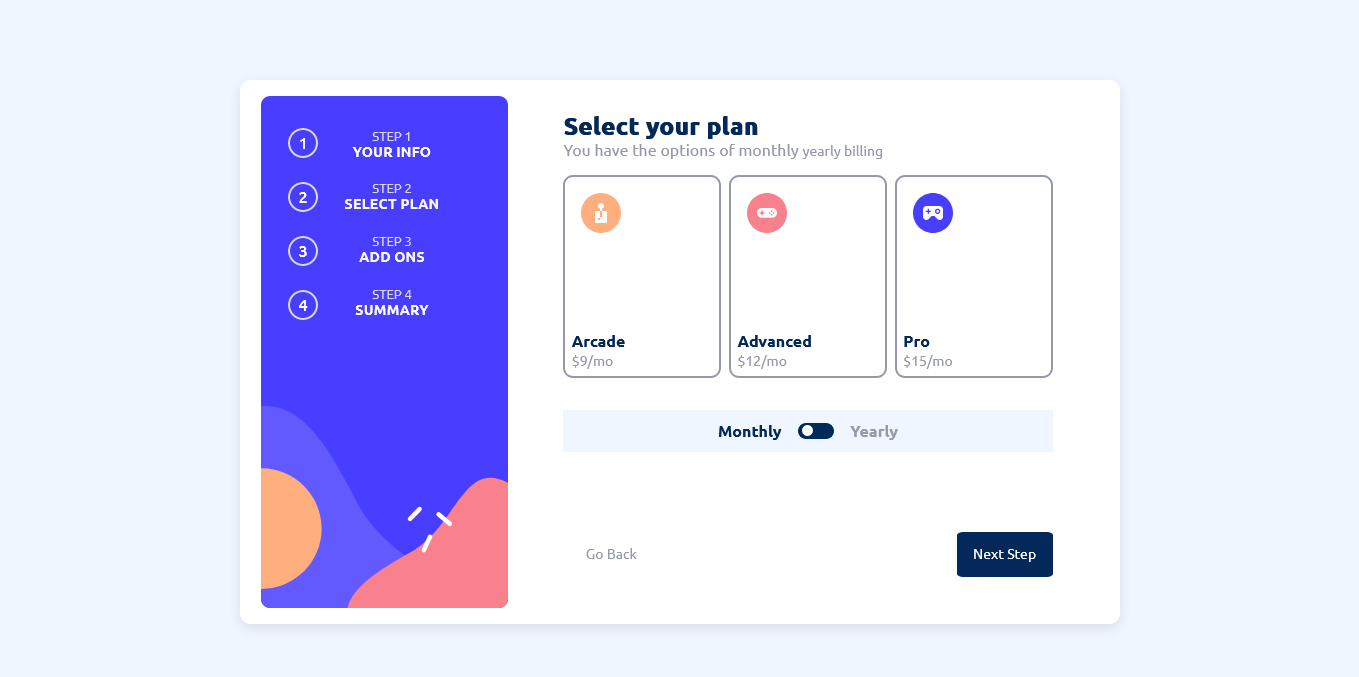 1
STEP 1
YOUR INFO
2
STEP 2
SELECT PLAN
3
STEP 3
ADD ONS
4
STEP 4
SUMMARY
Select your plan
You have the options of monthly yearly billing
Arcade
$9/mo
Advanced
$12/mo
Pro
$15/mo
Monthly Yearly
Go Back
Next Step